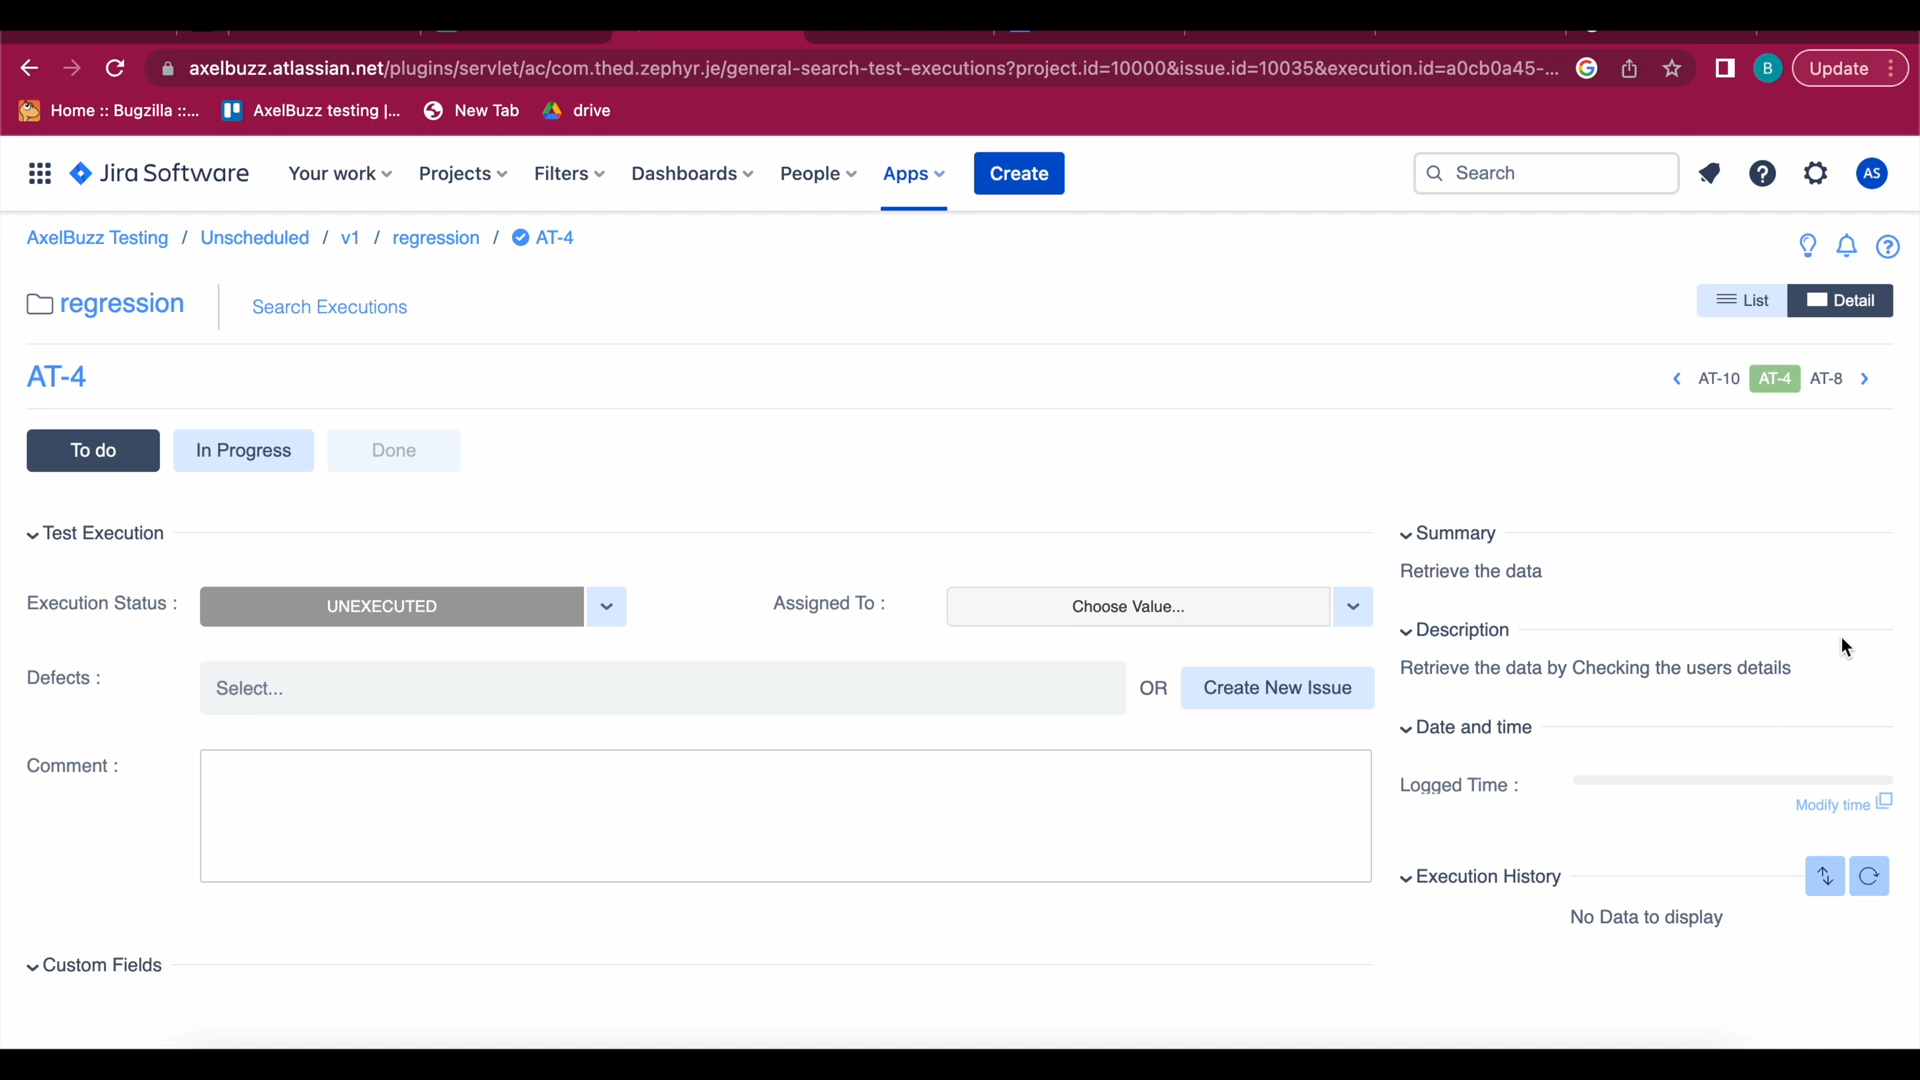 axelbuzz.atlassian.net/plugins/servlet/ac/com.thed.zephyr.je/general-search-test-executions?project.id=10000&issue.id=10035&execution.id=a0cb0a45-...
B
Update
Home :: Bugzilla ::...
AxelBuzz testing |...
New Tab
drive
Jira Software
Your work
Projects
Filters
Dashboards
People
Apps
Create
Search
AS
AxelBuzz Testing / Unscheduled / v1 / regression / AT-4
regression
Search Executions
List
Detail
AT-4
AT-10 AT-4 AT-8
To do
In Progress
Done
Test Execution
Execution Status :
UNEXECUTED
Assigned To :
Choose Value...
Defects :
Select...
OR
Create New Issue
Comment :
Custom Fields
Summary
Retrieve the data
Description
Retrieve the data by Checking the users details
Date and time
Logged Time :
Modify time
Execution History
No Data to display